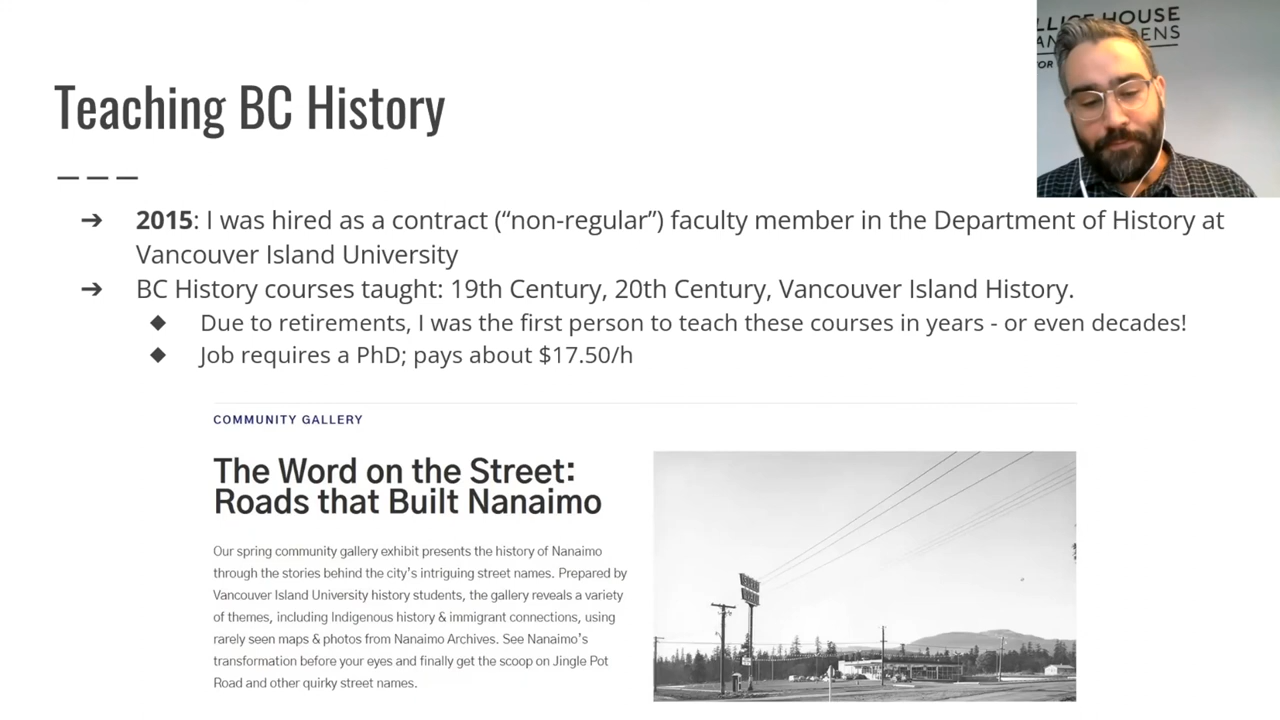 Teaching BC History
➔ 2015: I was hired as a contract (“non-regular”) faculty member in the Department of History at
Vancouver Island University
➔ BC History courses taught: 19th Century, 20th Century, Vancouver Island History.
◆ Due to retirements, I was the first person to teach these courses in years - or even decades!
◆ Job requires a PhD; pays about $17.50/h
COMMUNITY GALLERY
The Word on the Street:
Roads that Built Nanaimo
Our spring community gallery exhibit presents the history of Nanaimo
through the stories behind the city’s intriguing street names. Prepared by
Vancouver Island University history students, the gallery reveals a variety
of themes, including Indigenous history & immigrant connections, using
rarely seen maps & photos from Nanaimo Archives. See Nanaimo’s
transformation before your eyes and finally get the scoop on Jingle Pot
Road and other quirky street names.
HOUSE